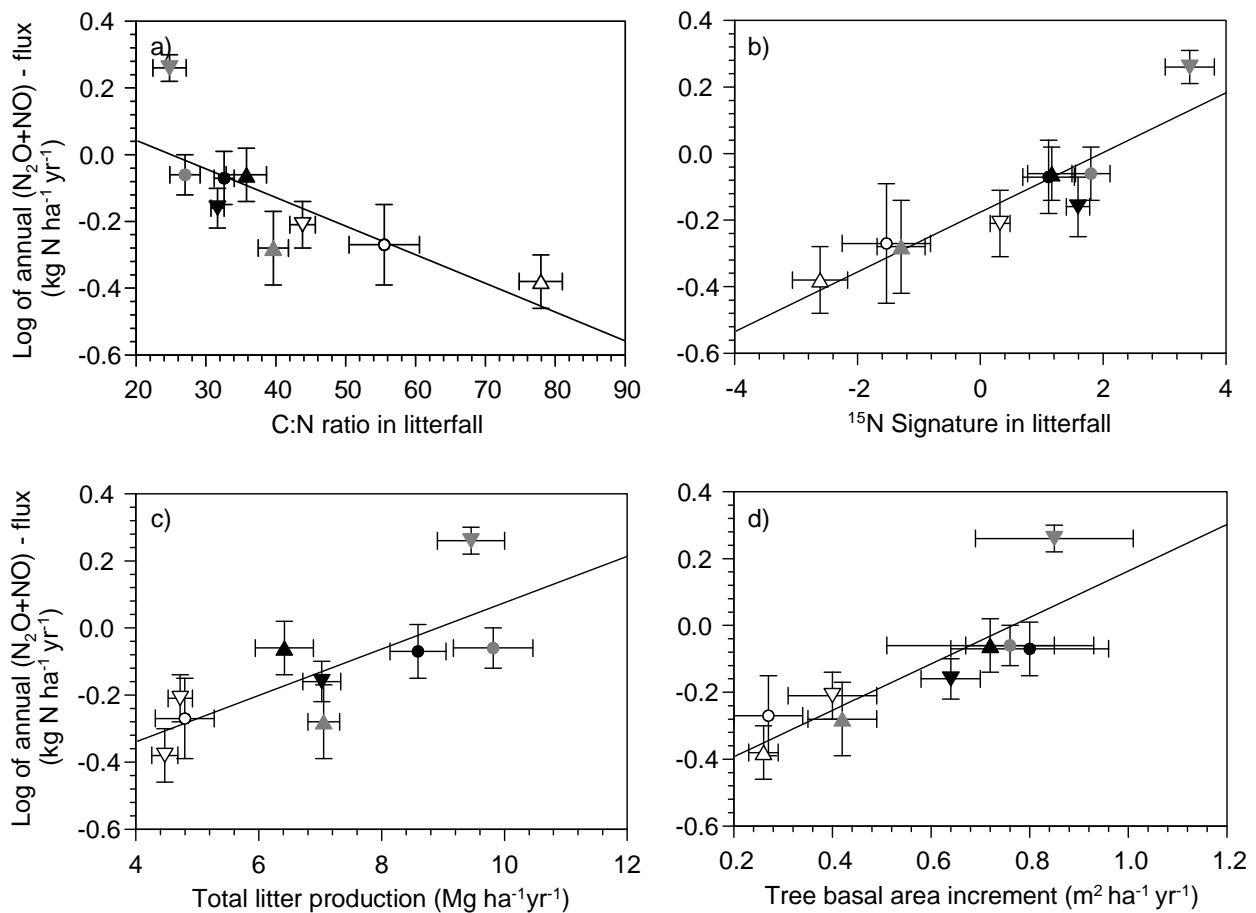 a)
Log of annual (N₂O+NO) - flux
(kg N ha⁻¹ yr⁻¹)
0.4
0.2
0.0
-0.2
-0.4
-0.6
20 30 40 50 60 70 80 90
C:N ratio in litterfall
b)
0.4
0.2
0.0
-0.2
-0.4
-0.6
-4 -2 0 2 4
¹⁵N Signature in litterfall
c)
Log of annual (N₂O+NO) - flux
(kg N ha⁻¹ yr⁻¹)
0.4
0.2
0.0
-0.2
-0.4
-0.6
4 6 8 10 12
Total litter production (Mg ha⁻¹yr⁻¹)
d)
0.4
0.2
0.0
-0.2
-0.4
-0.6
0.2 0.4 0.6 0.8 1.0 1.2
Tree basal area increment (m² ha⁻¹ yr⁻¹)